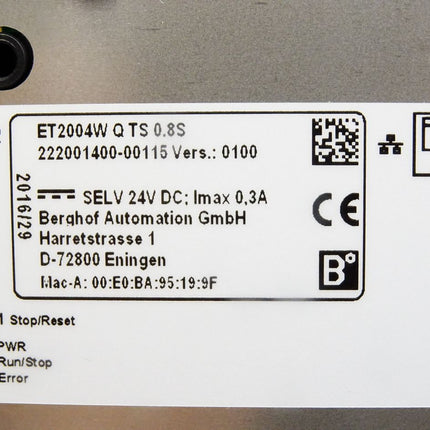 ET2004W Q TS 0.8S
222001400-00115 Vers.: 0100
2016/29
SELV 24V DC; Imax 0,3A
Berghof Automation GmbH
Harretstrasse 1
D-72800 Eningen
Mac-A: 00:E0:BA:95:19:9F
CE
B
Stop/Reset
PWR
Run/Stop
Error